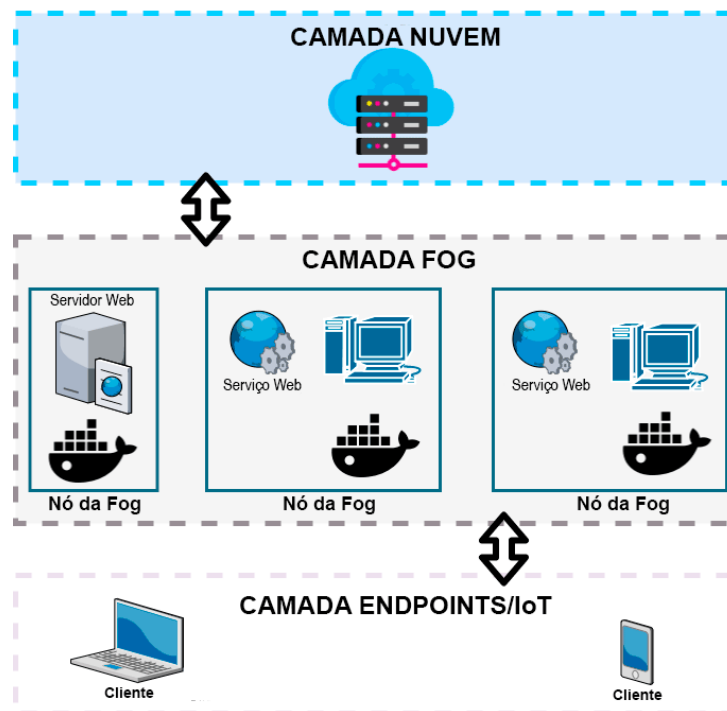 CAMADA NUVEM
CAMADA FOG
Servidor Web
Serviço Web
Serviço Web
Nó da Fog
Nó da Fog
Nó da Fog
CAMADA ENDPOINTS/IoT
Cliente
Cliente